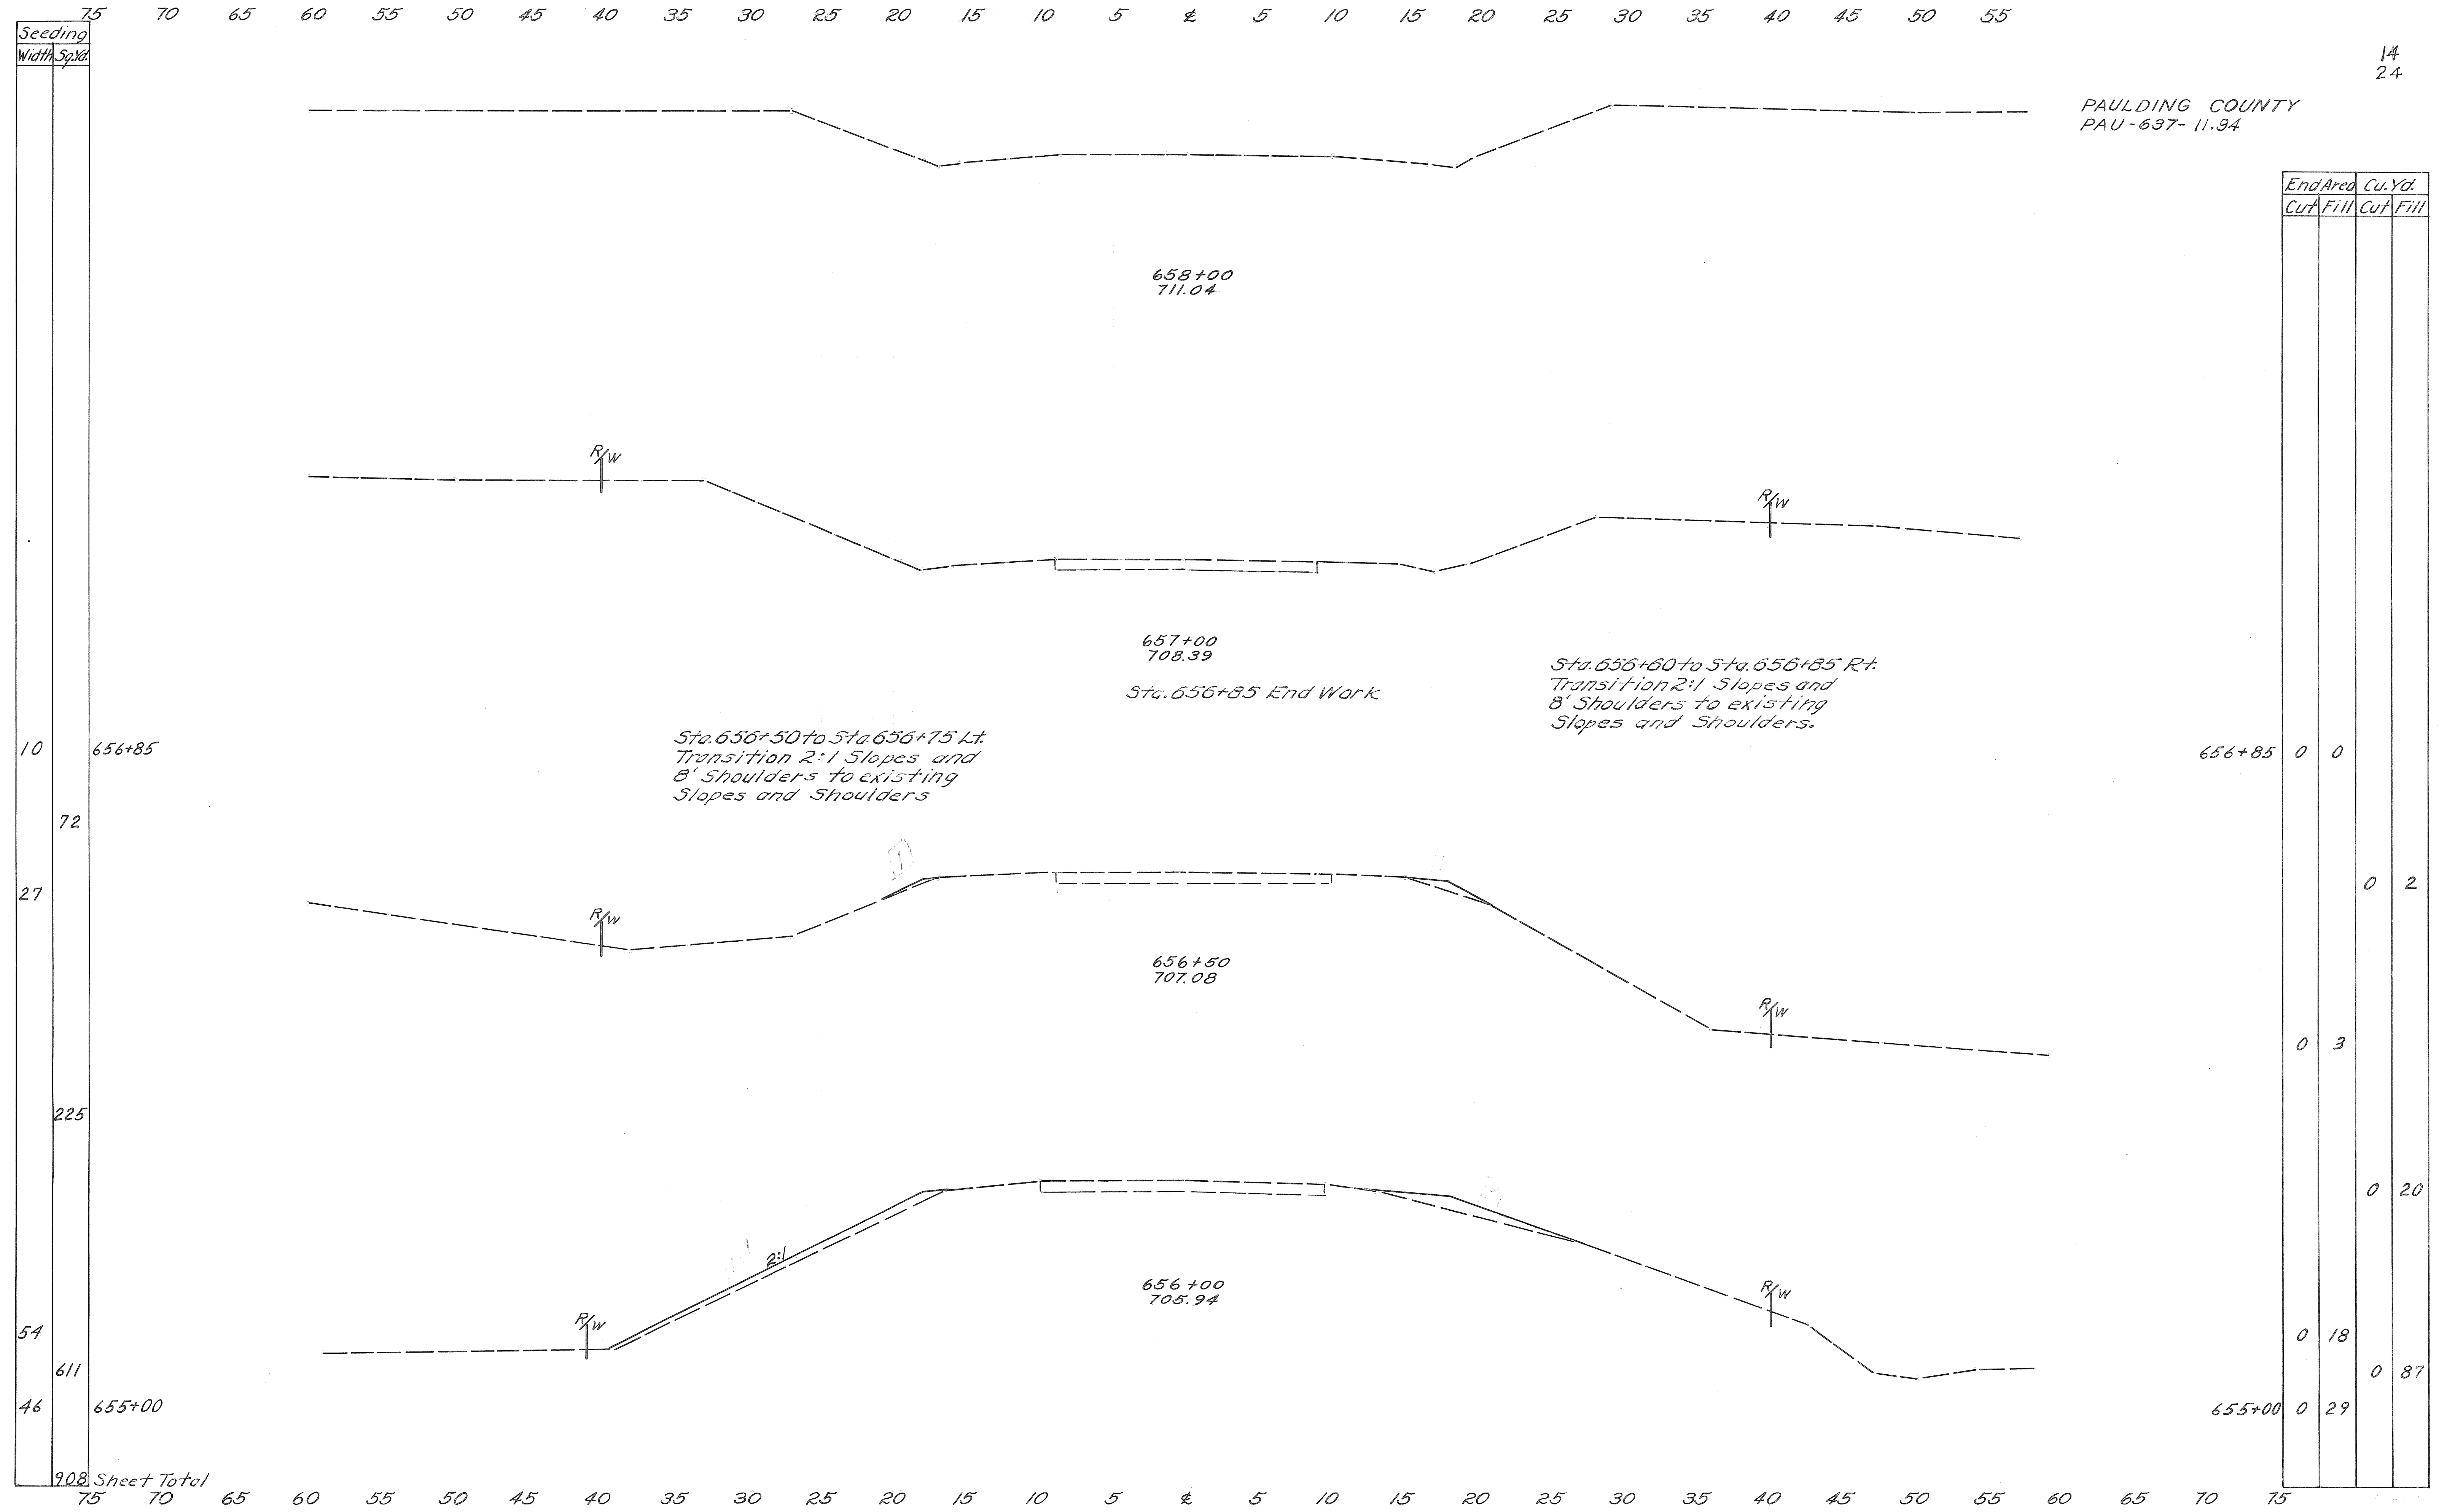 75 70 65 60 55 50 45 40 35 30 25 20 15 10 5 ℄ 5 10 15 20 25 30 35 40 45 50 55
Seeding
Width Sq.Yd.
14
24
PAULDING COUNTY
PAU-637-11.94
End Area Cu. Yd.
Cut Fill Cut Fill
658+00
711.04
R/W
R/W
657+00
708.39
Sta. 656+85 End Work
Sta. 656+60 to Sta. 656+85 Rt.
Transition 2:1 Slopes and
8' Shoulders to existing
Slopes and Shoulders.
Sta. 656+50 to Sta. 656+75 Lt.
Transition 2:1 Slopes and
8' Shoulders to existing
Slopes and Shoulders
10 656+85
656+85 0 0
72
27
0 2
R/W
656+50
707.08
R/W
0 3
225
0 20
2:1
656+00
705.94
R/W
R/W
54
0 18
611
0 87
46 655+00
655+00 0 29
908 Sheet Total
75 70 65 60 55 50 45 40 35 30 25 20 15 10 5 ℄ 5 10 15 20 25 30 35 40 45 50 55 60 70 75